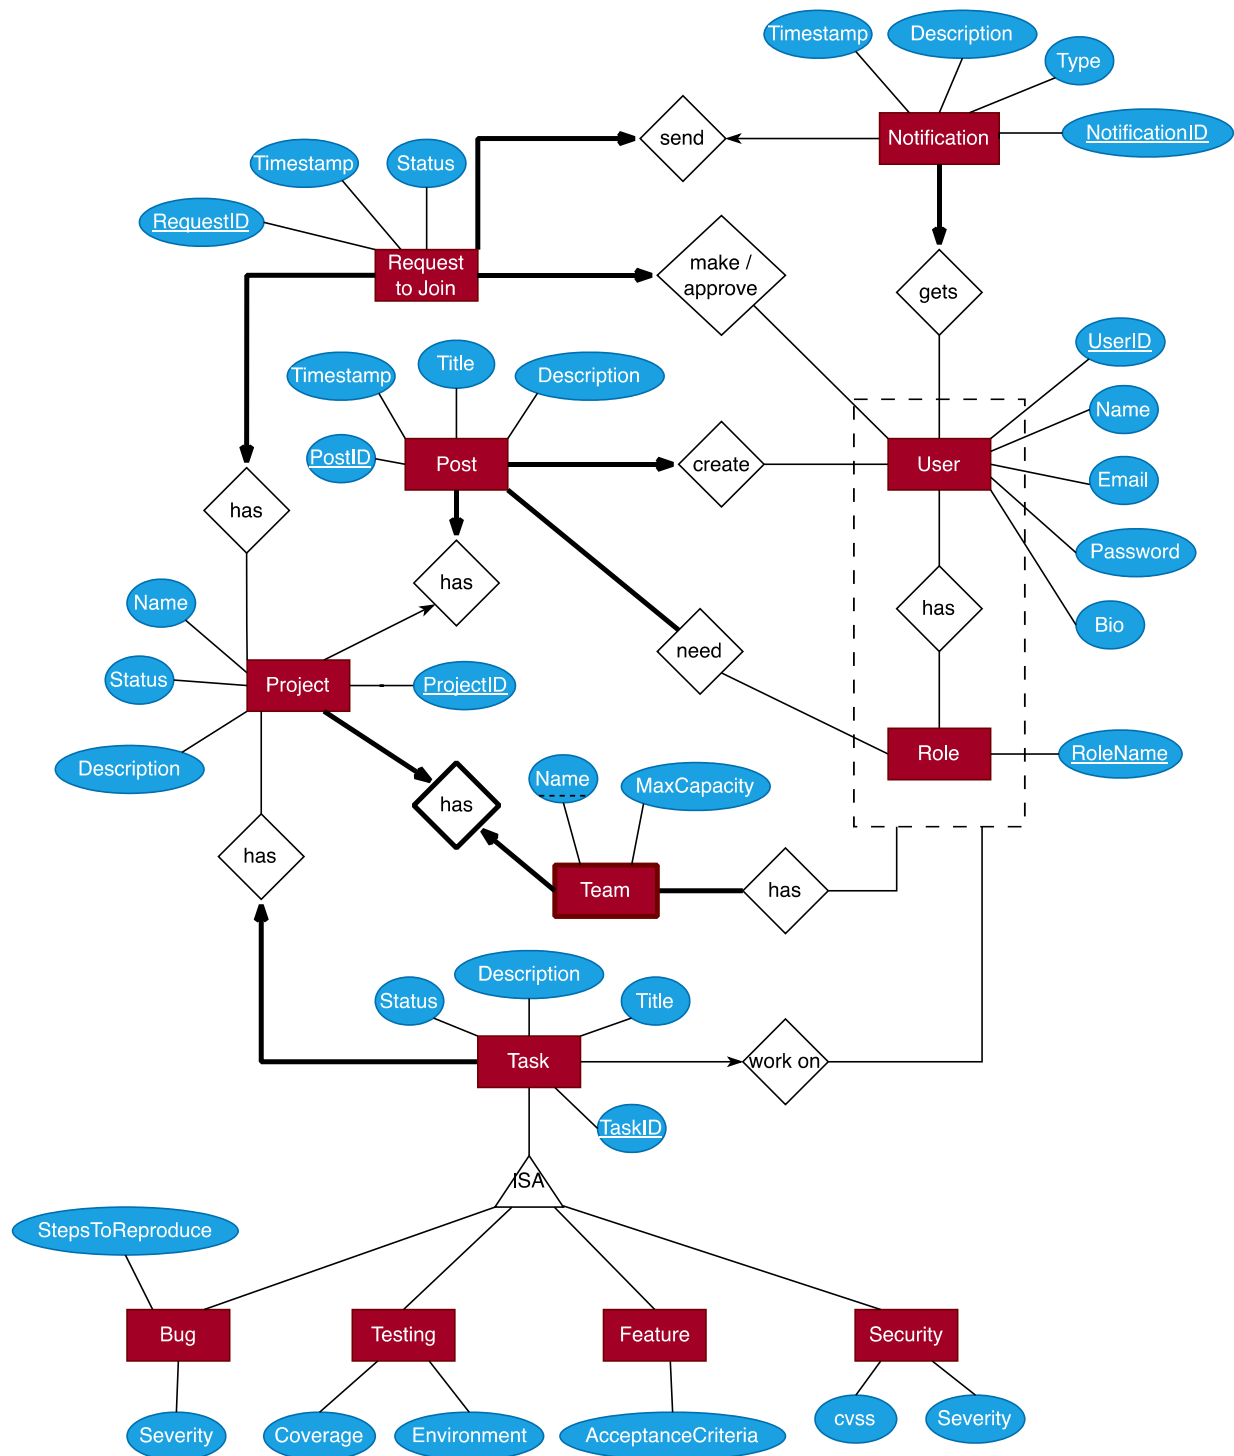 Timestamp
Description
Type
NotificationID
Notification
send
Timestamp
Status
RequestID
Request
to Join
make /
approve
gets
UserID
Name
Email
Password
Bio
User
Timestamp
Title
Description
PostID
Post
create
has
has
has
need
Name
Status
Description
Project
ProjectID
Role
RoleName
has
Name
MaxCapacity
Team
has
has
Status
Description
Title
Task
work on
TaskID
ISA
StepsToReproduce
Bug
Testing
Feature
Security
Severity
Coverage
Environment
AcceptanceCriteria
cvss
Severity